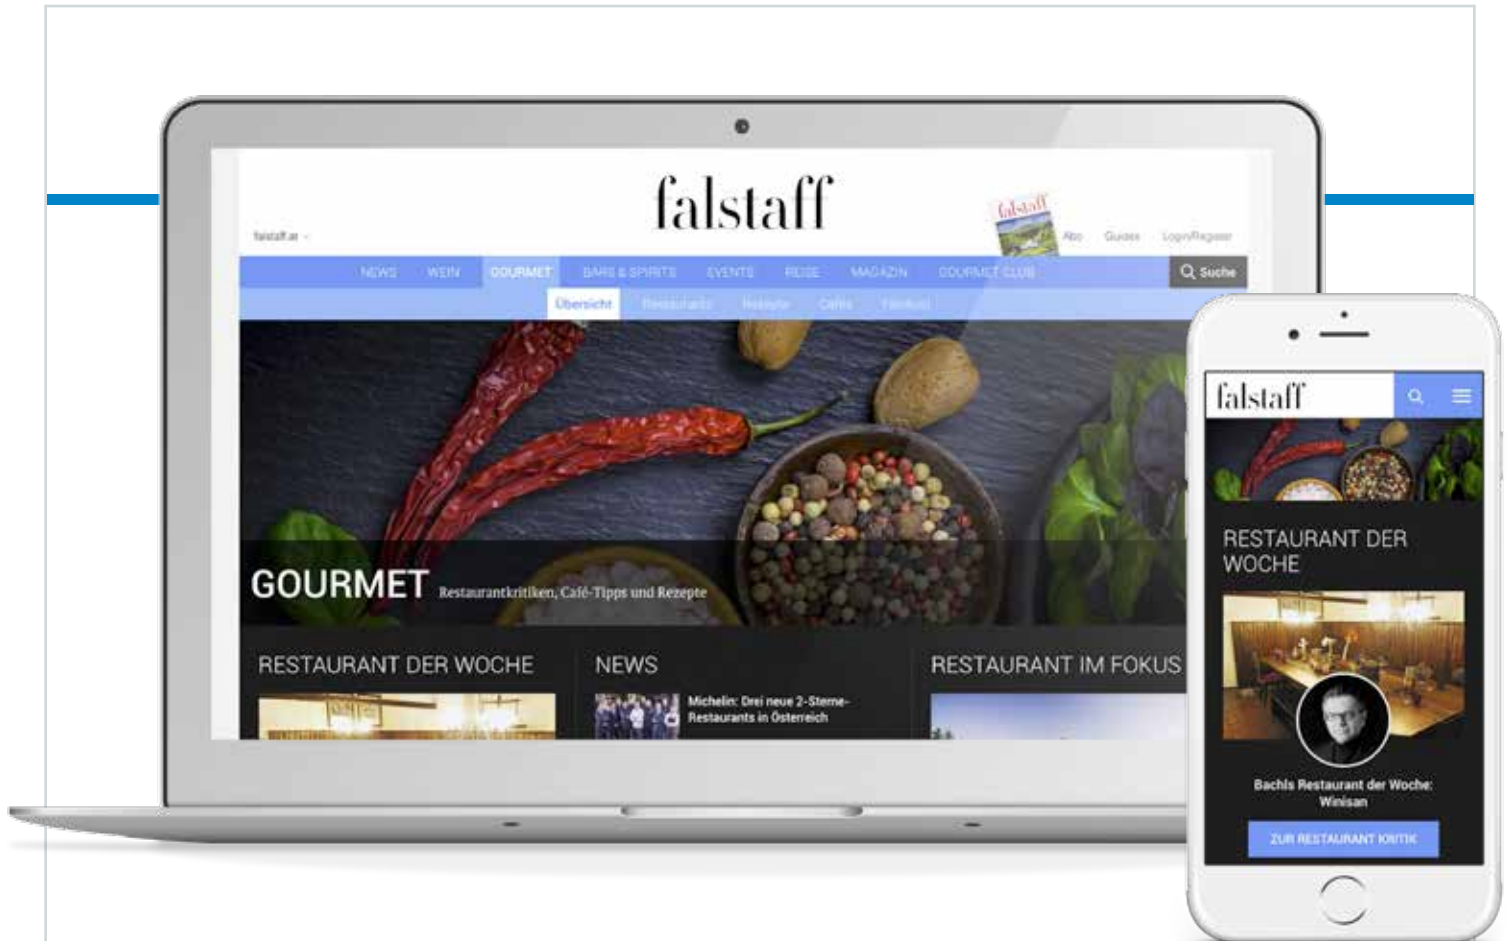 falstaff
falstaff
falstaff.at
Abo Guides Login/Register
NEWS WEIN GOURMET BARS & SPIRITS EVENTS REISE MAGAZIN GOURMET CLUB Suche
Übersicht Restaurants Rezepte Cafés
GOURMET Restaurantkritiken, Café-Tipps und Rezepte
RESTAURANT DER WOCHE
NEWS
Michelin: Drei neue 2-Sterne-
Restaurants in Österreich
RESTAURANT IM FOKUS
falstaff
RESTAURANT DER
WOCHE
Bachls Restaurant der Woche:
Winisan
ZUR RESTAURANT KRITIK